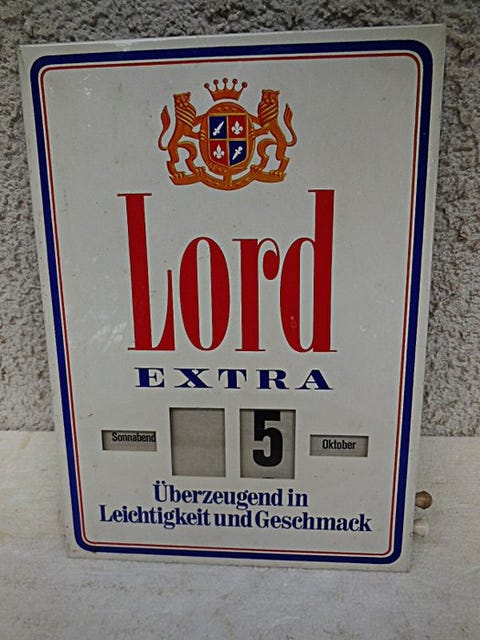 Lord
EXTRA
Sonnabend 5 Oktober
Überzeugend in
Leichtigkeit und Geschmack